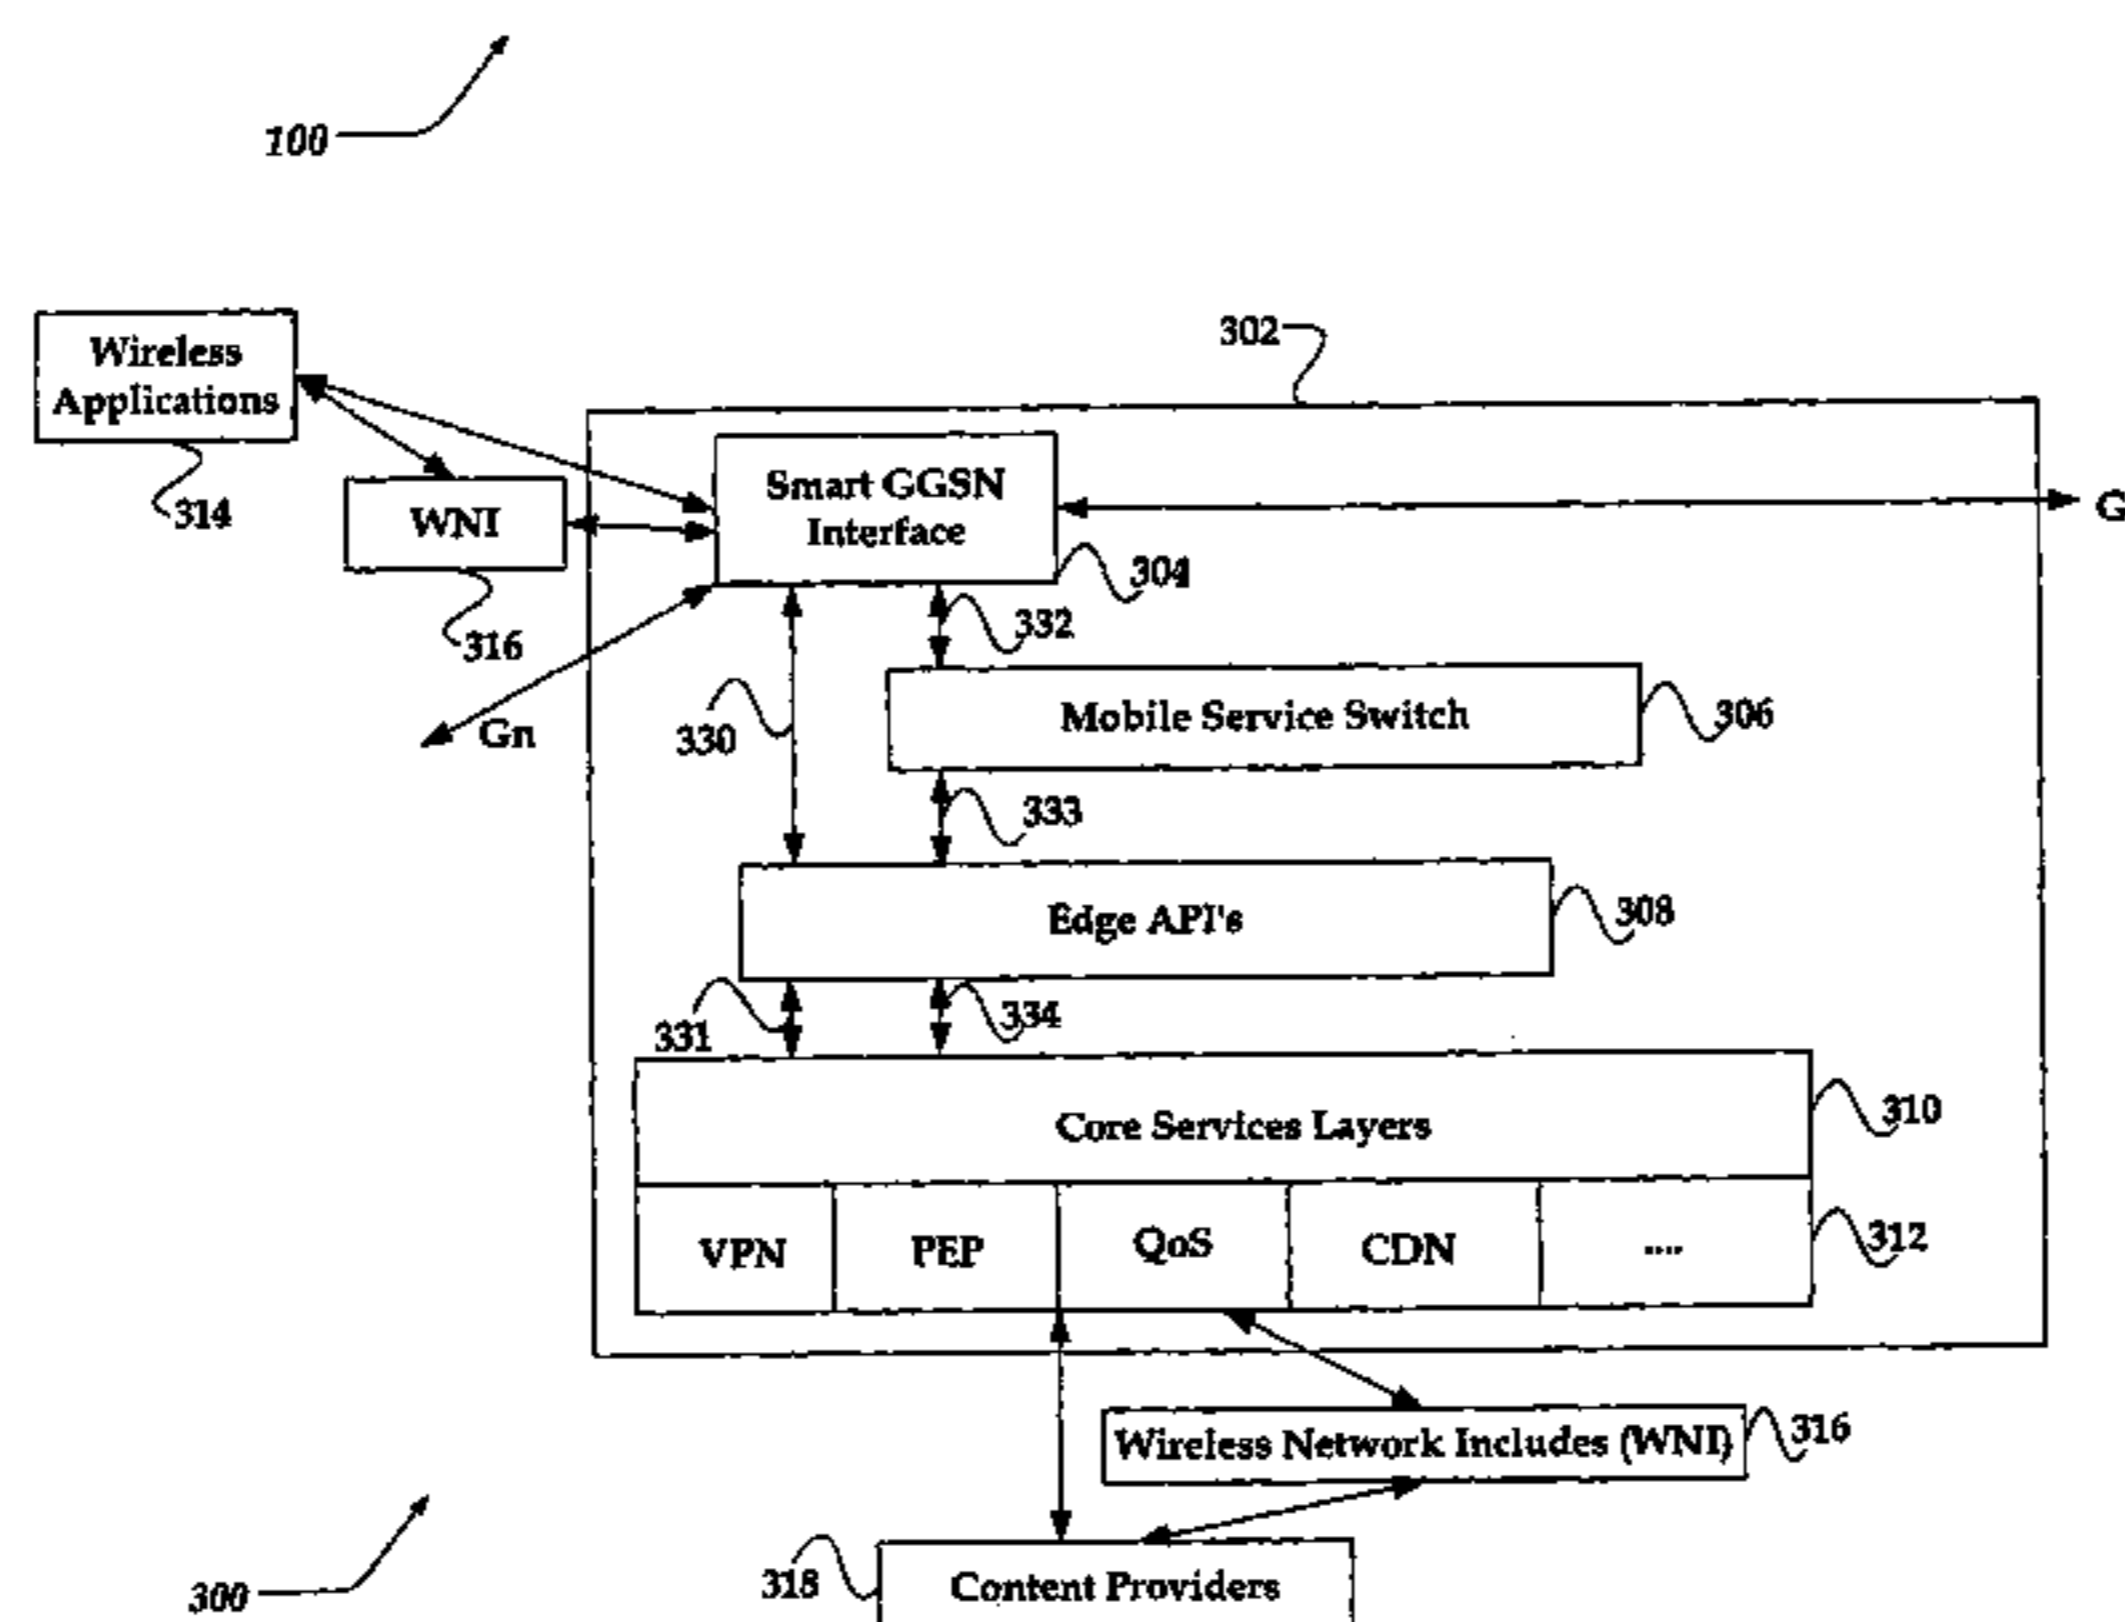 100
302
Wireless
Applications
314
WNI
316
Smart GGSN
Interface
304
G
332
Gn
330
Mobile Service Switch
306
333
Edge API's
308
331
334
Core Services Layers
310
VPN PEP QoS CDN ....
312
Wireless Network Includes (WNI)
316
300
318
Content Providers